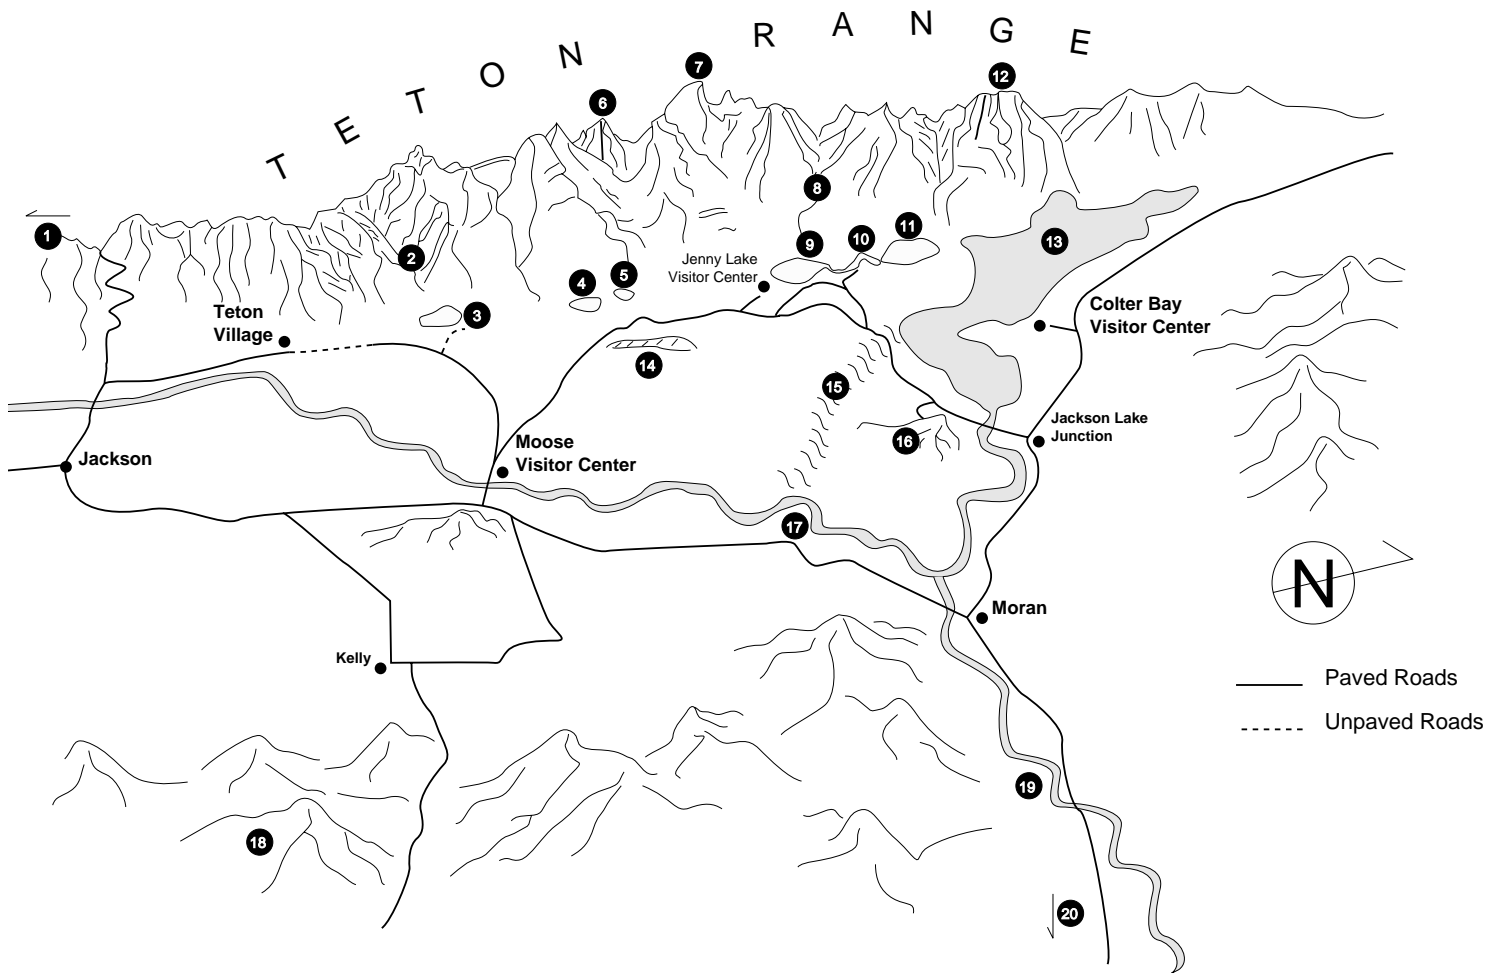 TETON RANGE
7
12
6
8
1
2
9
10
11
13
Jenny Lake
Visitor Center
4
5
3
Teton
Village
Colter Bay
Visitor Center
14
15
16
Jackson Lake
Junction
Jackson
Moose
Visitor Center
17
N
Moran
Kelly
Paved Roads
Unpaved Roads
19
18
20